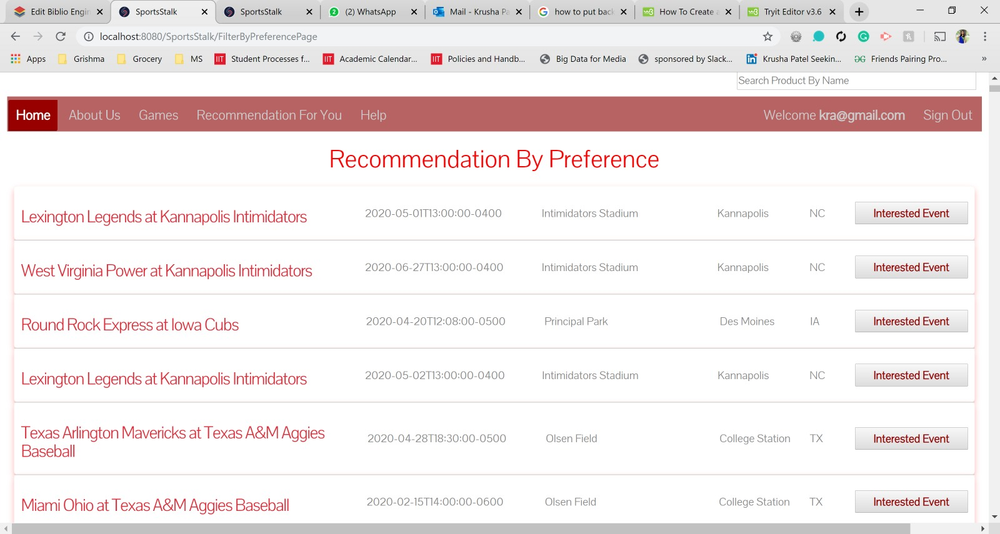 Edit Biblio Engin SportsStalk SportsStalk (2) WhatsApp Mail - Krusha Pa how to put back How To Create a Tryit Editor v3.6
localhost:8080/SportsStalk/FilterByPreferencePage
Apps Grishma Grocery MS IIT Student Processes f... IIT Academic Calendar... IIT Policies and Handb... Big Data for Media sponsored by Slack... in Krusha Patel Seekin... Friends Pairing Pro... »
Search Product By Name
Home About Us Games Recommendation For You Help Welcome kra@gmail.com Sign Out
Recommendation By Preference
Lexington Legends at Kannapolis Intimidators 2020-05-01T13:00:00-0400 Intimidators Stadium Kannapolis NC Interested Event
West Virginia Power at Kannapolis Intimidators 2020-06-27T13:00:00-0400 Intimidators Stadium Kannapolis NC Interested Event
Round Rock Express at Iowa Cubs 2020-04-20T12:08:00-0500 Principal Park Des Moines IA Interested Event
Lexington Legends at Kannapolis Intimidators 2020-05-02T13:00:00-0400 Intimidators Stadium Kannapolis NC Interested Event
Texas Arlington Mavericks at Texas A&M Aggies
Baseball 2020-04-28T18:30:00-0500 Olsen Field College Station TX Interested Event
Miami Ohio at Texas A&M Aggies Baseball 2020-02-15T14:00:00-0600 Olsen Field College Station TX Interested Event